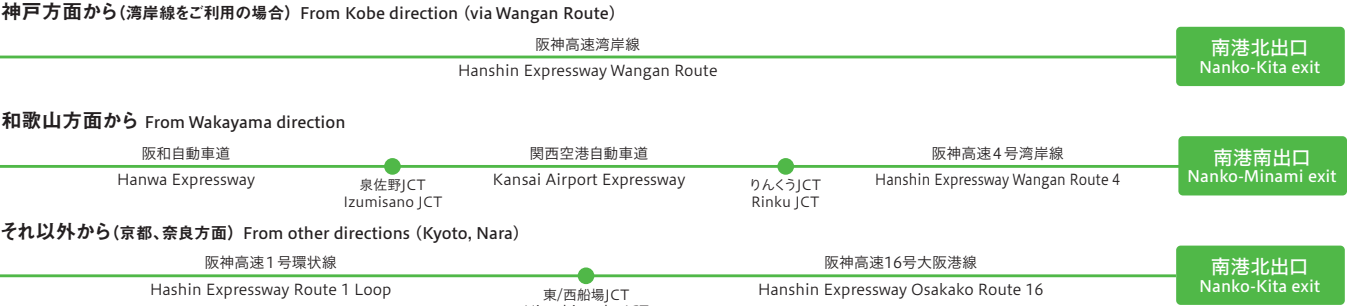 神戸方面から(湾岸線をご利用の場合) From Kobe direction (via Wangan Route)
阪神高速湾岸線
Hanshin Expressway Wangan Route
南港北出口
Nanko-Kita exit
和歌山方面から From Wakayama direction
阪和自動車道
Hanwa Expressway
泉佐野JCT
Izumisano JCT
関西空港自動車道
Kansai Airport Expressway
りんくうJCT
Rinku JCT
阪神高速4号湾岸線
Hanshin Expressway Wangan Route 4
南港南出口
Nanko-Minami exit
それ以外から(京都、奈良方面) From other directions (Kyoto, Nara)
阪神高速1号環状線
Hashin Expressway Route 1 Loop
東/西船場JCT
阪神高速16号大阪港線
Hanshin Expressway Osakako Route 16
南港北出口
Nanko-Kita exit